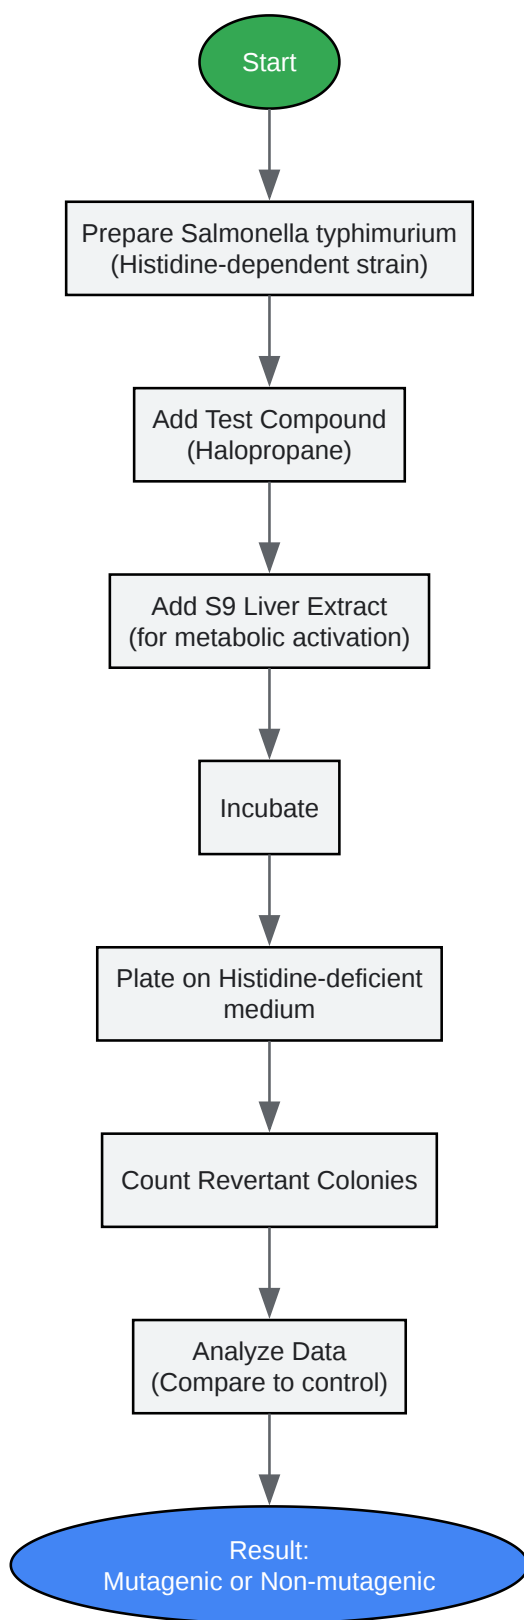 Start
Prepare Salmonella typhimurium
(Histidine-dependent strain)
Add Test Compound
(Halopropane)
Add S9 Liver Extract
(for metabolic activation)
Incubate
Plate on Histidine-deficient
medium
Count Revertant Colonies
Analyze Data
(Compare to control)
Result:
Mutagenic or Non-mutagenic